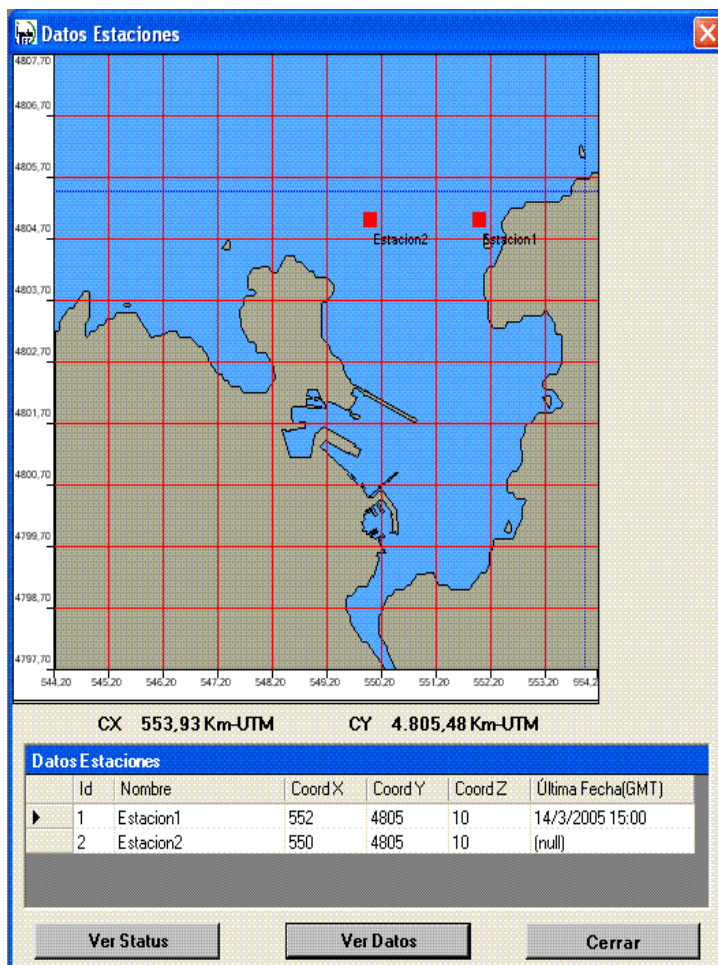 Datos Estaciones
4807,70
4806,70
4805,70
4804,70
4803,70
4802,70
4801,70
4800,70
4799,70
4798,70
4797,70
Estacion2
Estacion1
544,20 545,20 546,20 547,20 548,20 549,20 550,20 551,20 552,20 553,20 554,2
CX 553,93 Km-UTM CY 4.805,48 Km-UTM
Datos Estaciones
Id Nombre Coord X Coord Y Coord Z Última Fecha(GMT)
1 Estacion1 552 4805 10 14/3/2005 15:00
2 Estacion2 550 4805 10 (null)
Ver Status Ver Datos Cerrar